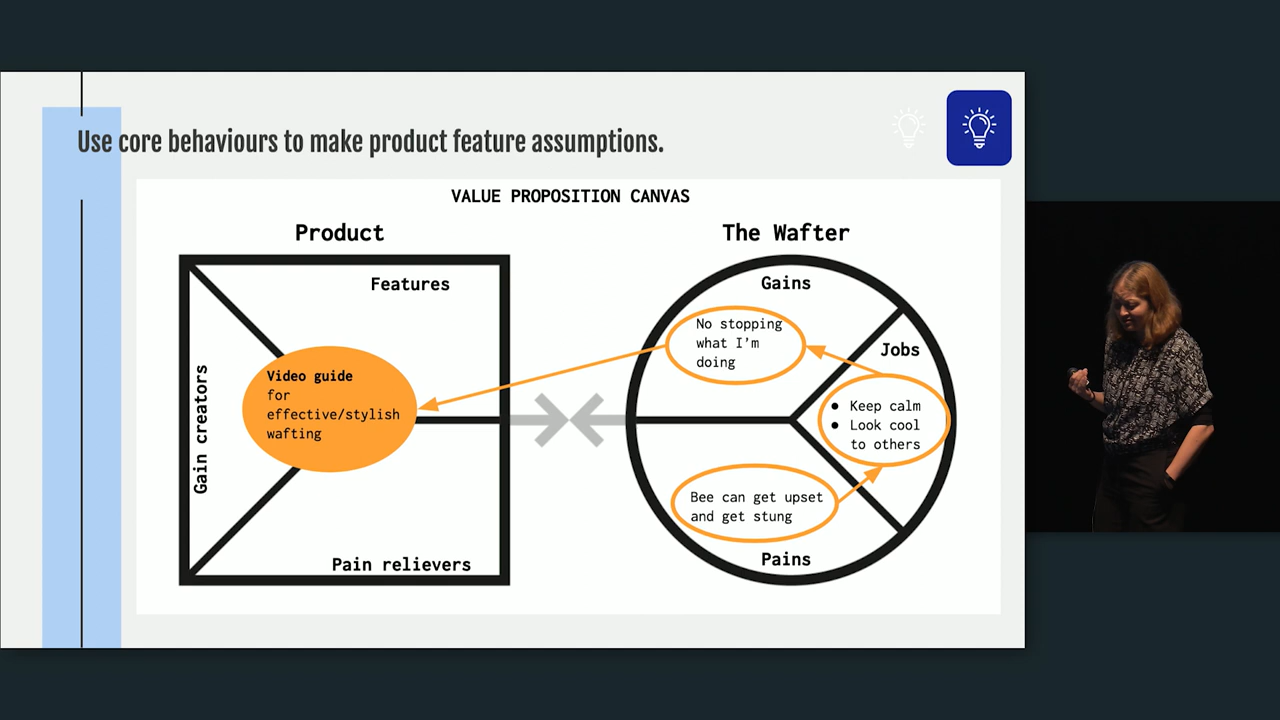 Use core behaviours to make product feature assumptions.
VALUE PROPOSITION CANVAS
Product
The Wafter
Features
Gain creators
Video guide
for
effective/stylish
wafting
Pain relievers
Gains
No stopping
what I'm
doing
Jobs
● Keep calm
● Look cool
to others
Bee can get upset
and get stung
Pains